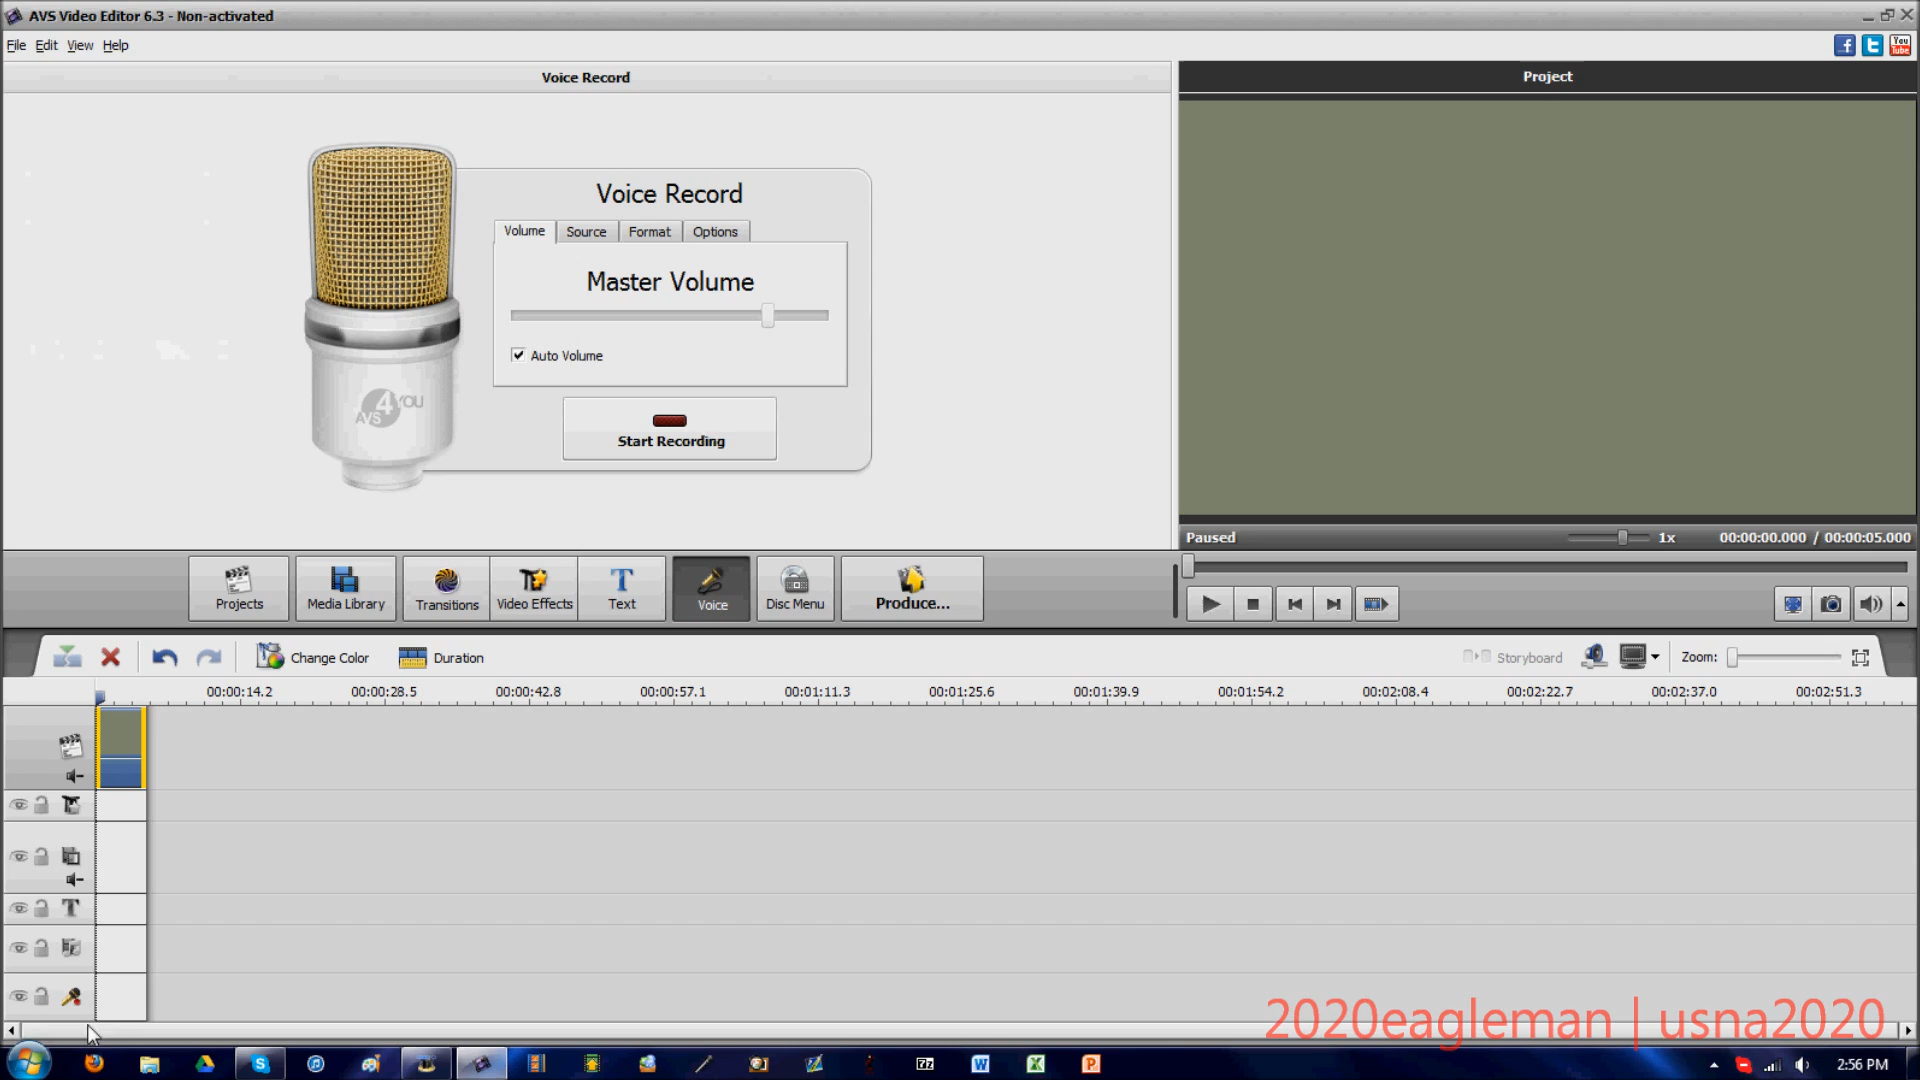 AVS Video Editor 6.3 - Non-activated
File Edit View Help
You Tube
Voice Record
Project
Voice Record
Volume Source Format Options
Master Volume
Auto Volume
AVS 4 YOU
Start Recording
Paused 1x 00:00:00.000 / 00:00:05.000
Projects Media Library Transitions Video Effects Text Voice Disc Menu Produce...
Change Color Duration Storyboard Zoom:
00:00:14.2 00:00:28.5 00:00:42.8 00:00:57.1 00:01:11.3 00:01:25.6 00:01:39.9 00:01:54.2 00:02:08.4 00:02:22.7 00:02:37.0 00:02:51.3
2020eagleman | usna2020
2:56 PM